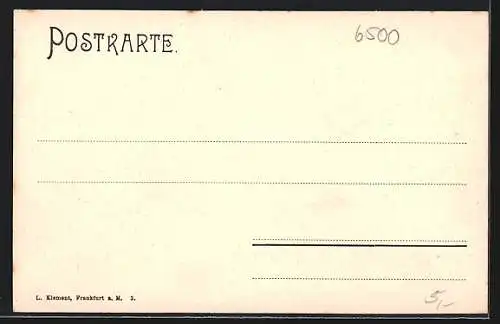 POSTKARTE.
6500
L. Klement, Frankfurt a. M. 3.
5,-